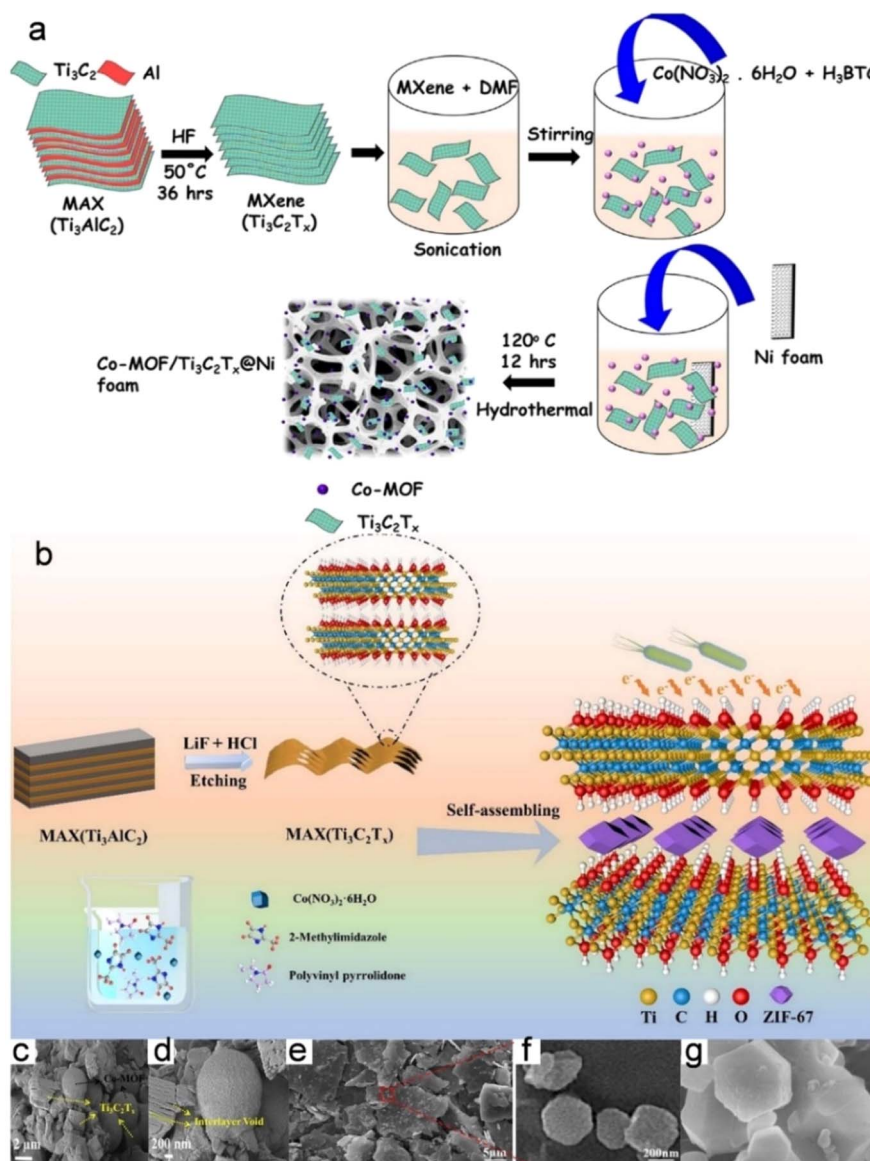 a
Ti₃C₂ Al
HF
50°C
36 hrs
MAX
(Ti₃AlC₂)
MXene
(Ti₃C₂Tₓ)
MXene + DMF
Sonication
Stirring
Co(NO₃)₂ . 6H₂O + H₃BTC
Co-MOF/Ti₃C₂Tₓ@Ni
foam
120° C
12 hrs
Hydrothermal
Ni foam
Co-MOF
Ti₃C₂Tₓ
b
LiF + HCl
Etching
MAX(Ti₃AlC₂)
MAX(Ti₃C₂Tₓ)
Self-assembling
e⁻ e⁻ e⁻ e⁻ e⁻
Co(NO₃)₂·6H₂O
2-Methylimidazole
Polyvinyl pyrrolidone
Ti C H O ZIF-67
c
Co-MOF
Ti₃C₂Tₓ
2 μm
d
Interlayer Void
200 nm
e
5μm
f
200nm
g